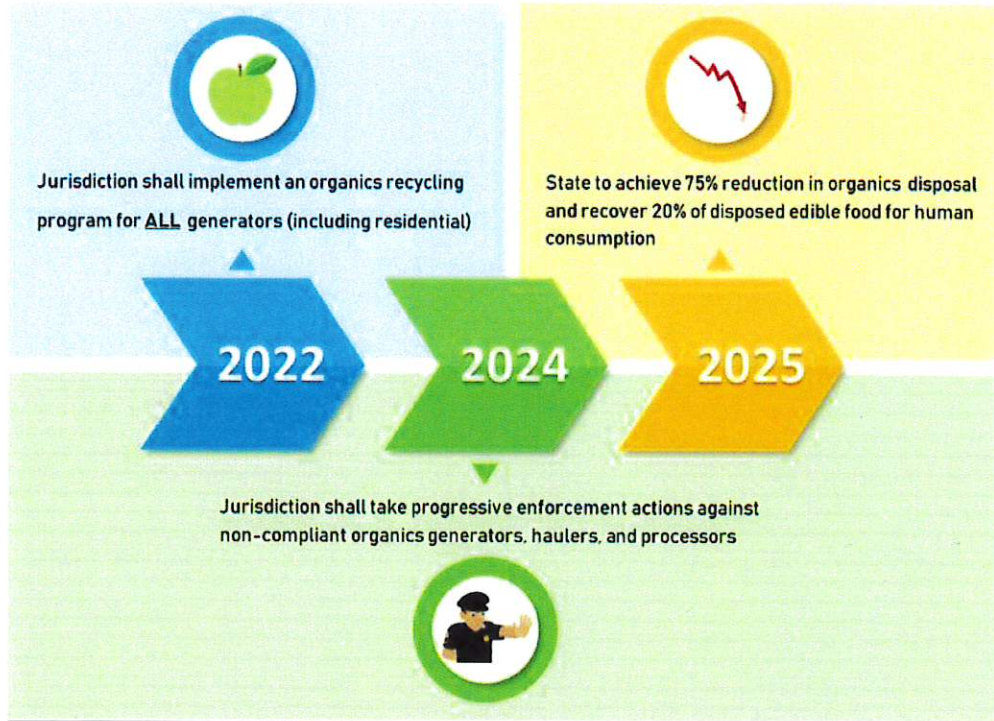 Jurisdiction shall implement an organics recycling
program for ALL generators (including residential)
State to achieve 75% reduction in organics disposal
and recover 20% of disposed edible food for human
consumption
2022
2024
2025
Jurisdiction shall take progressive enforcement actions against
non-compliant organics generators, haulers, and processors